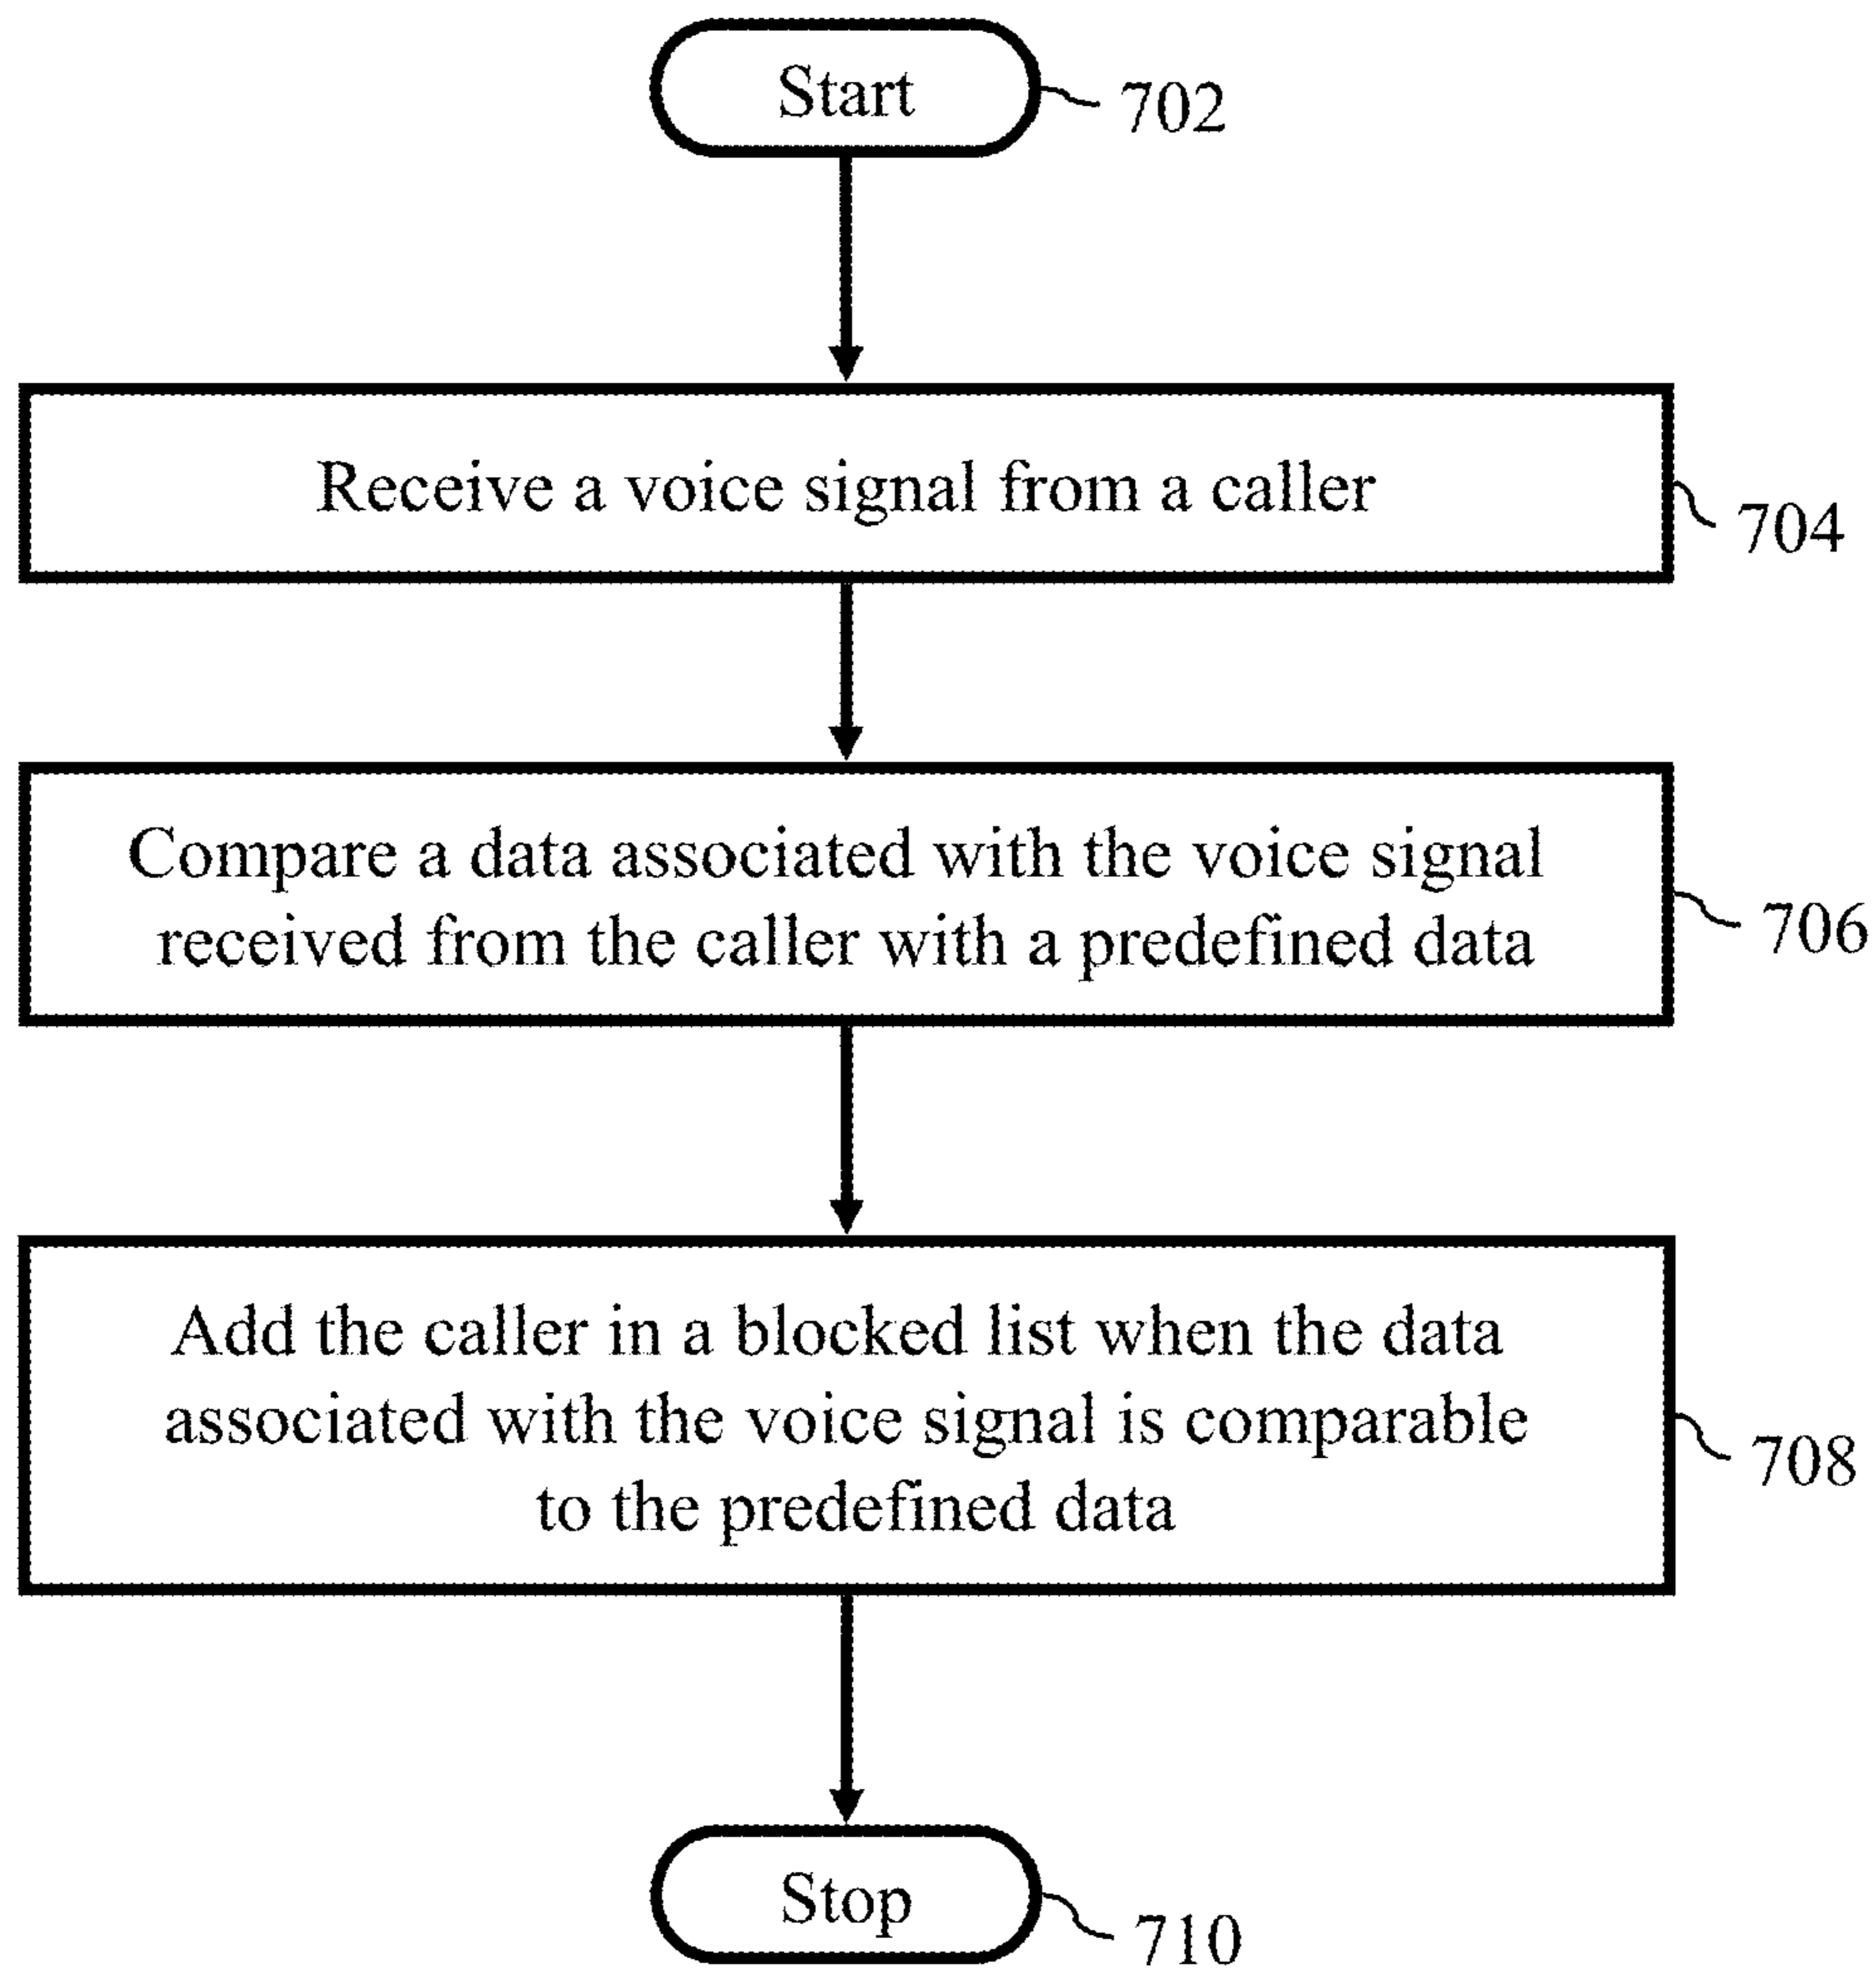 Start
702
Receive a voice signal from a caller
704
Compare a data associated with the voice signal
received from the caller with a predefined data
706
Add the caller in a blocked list when the data
associated with the voice signal is comparable
to the predefined data
708
Stop
710